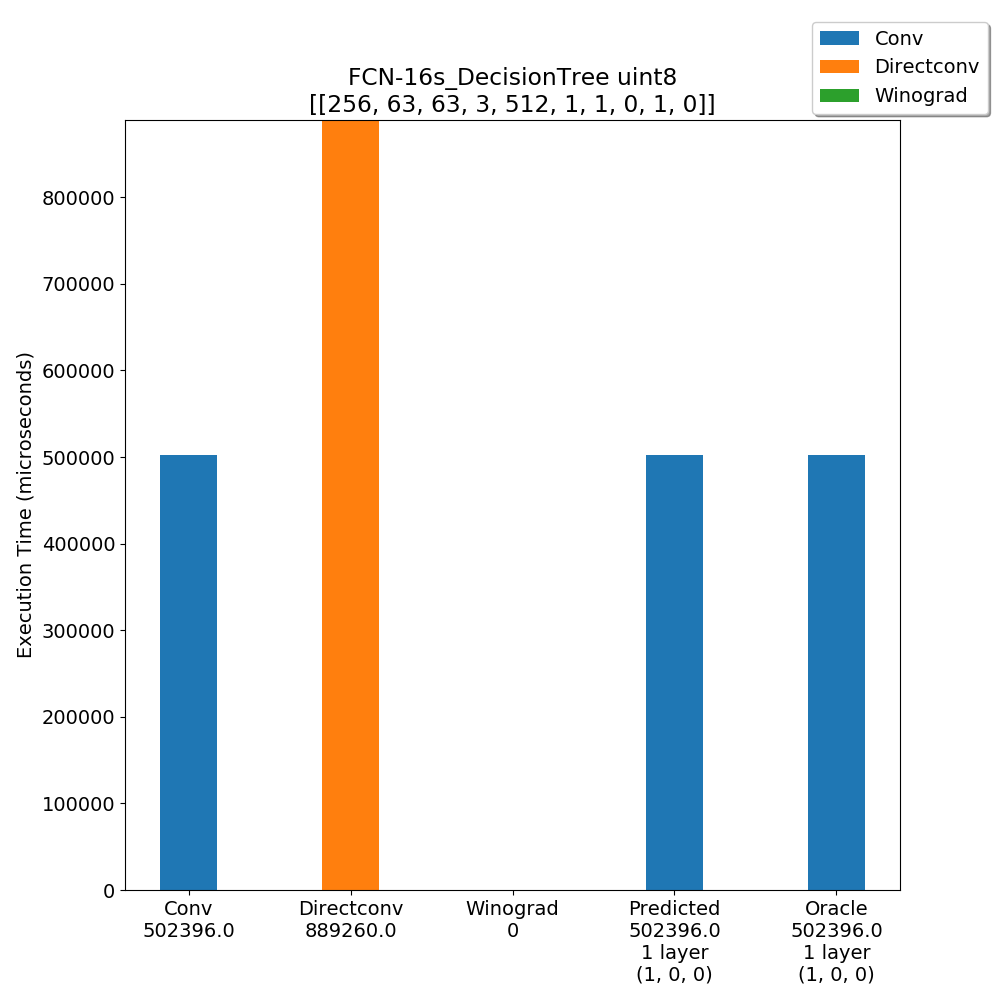 Conv
Directconv
Winograd
FCN-16s_DecisionTree uint8
[[256, 63, 63, 3, 512, 1, 1, 0, 1, 0]]
Execution Time (microseconds)
800000
700000
600000
500000
400000
300000
200000
100000
0
Conv
502396.0
Directconv
889260.0
Winograd
0
Predicted
502396.0
1 layer
(1, 0, 0)
Oracle
502396.0
1 layer
(1, 0, 0)